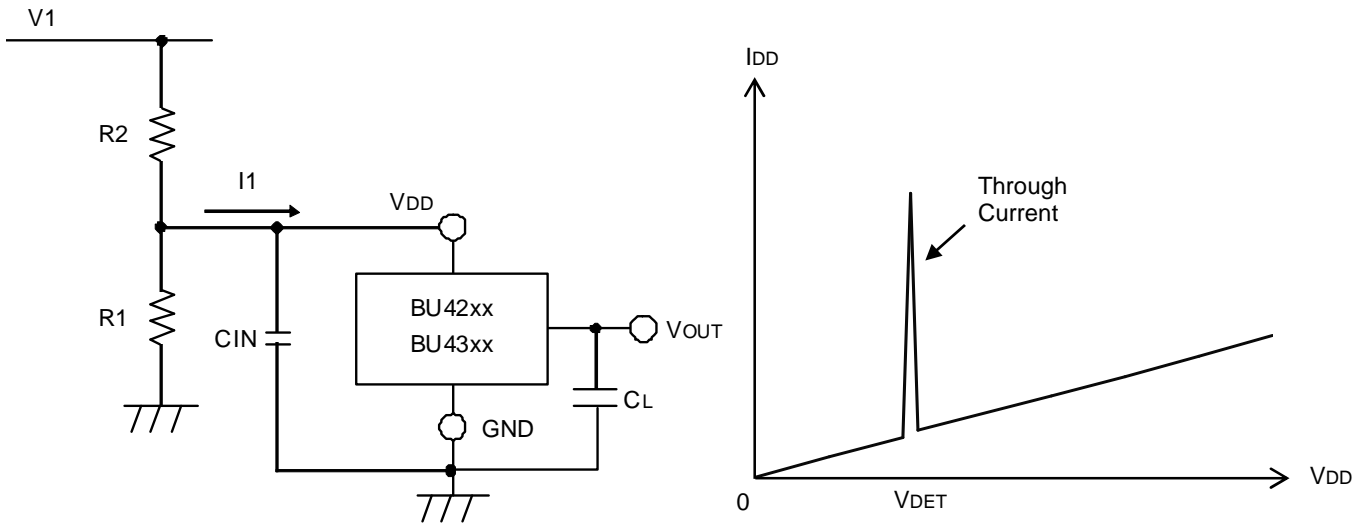 V1
R2
I1
VDD
R1
CIN
BU42xx
BU43xx
VOUT
CL
GND
IDD
Through
Current
0
VDET
VDD